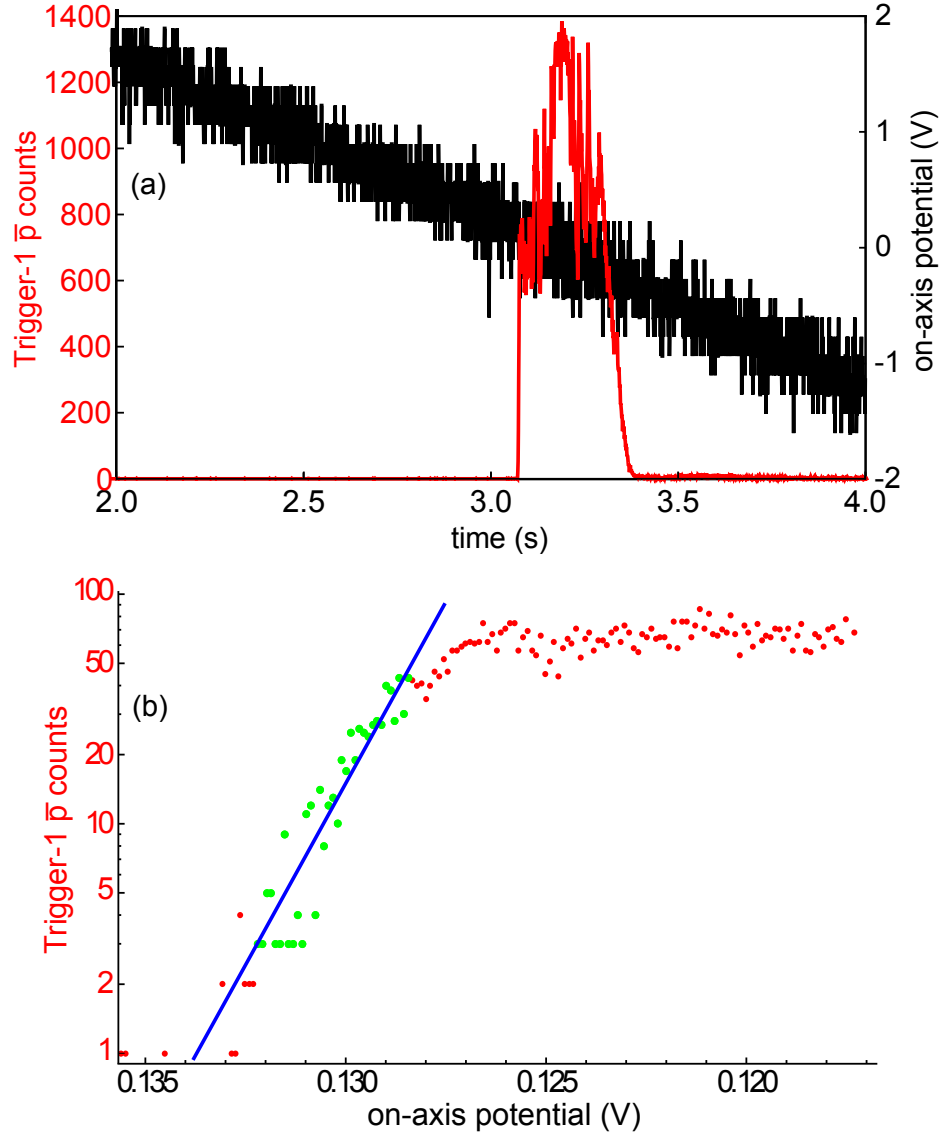 1400
1200
1000
800
600
400
200
0
Trigger-1 p̅ counts
(a)
2
1
0
-1
-2
on-axis potential (V)
2.0 2.5 3.0 3.5 4.0
time (s)
100
50
20
10
5
2
1
Trigger-1 p̅ counts
(b)
0.135 0.130 0.125 0.120
on-axis potential (V)